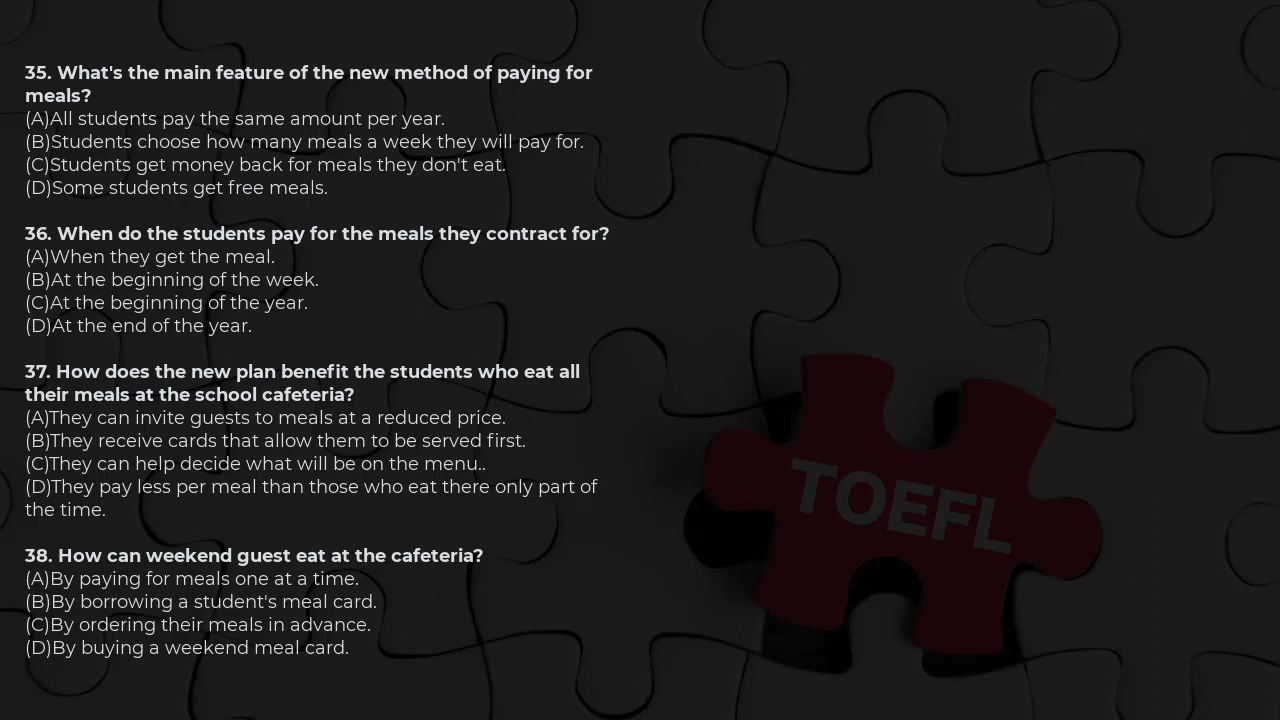 35. What's the main feature of the new method of paying for
meals?
(A)All students pay the same amount per year.
(B)Students choose how many meals a week they will pay for.
(C)Students get money back for meals they don't eat.
(D)Some students get free meals.
36. When do the students pay for the meals they contract for?
(A)When they get the meal.
(B)At the beginning of the week.
(C)At the beginning of the year.
(D)At the end of the year.
37. How does the new plan benefit the students who eat all
their meals at the school cafeteria?
(A)They can invite guests to meals at a reduced price.
(B)They receive cards that allow them to be served first.
(C)They can help decide what will be on the menu..
(D)They pay less per meal than those who eat there only part of
the time.
38. How can weekend guest eat at the cafeteria?
(A)By paying for meals one at a time.
(B)By borrowing a student's meal card.
(C)By ordering their meals in advance.
(D)By buying a weekend meal card.
TOEFL